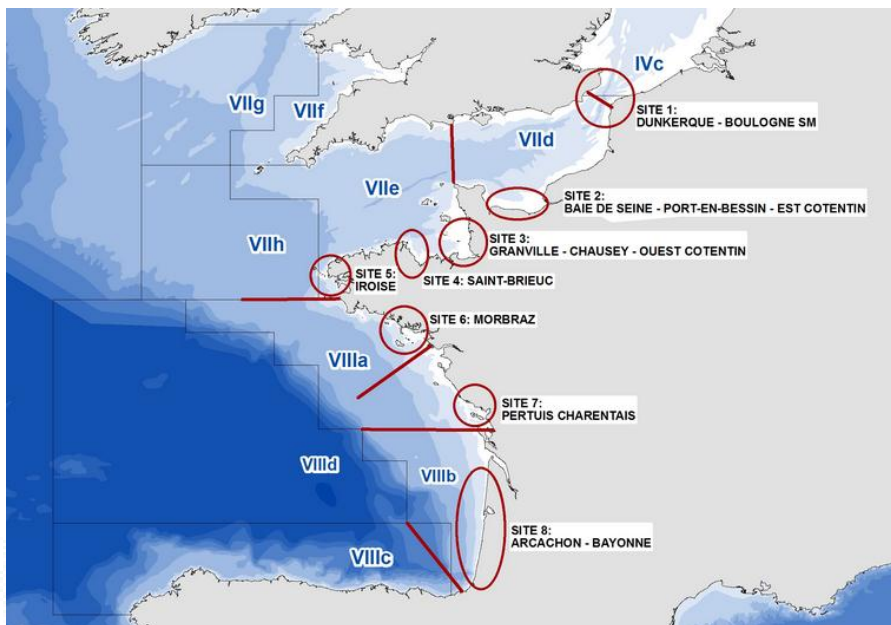 IVc
VIIg
VIIf
SITE 1:
DUNKERQUE - BOULOGNE SM
VIId
VIIe
SITE 2:
BAIE DE SEINE - PORT-EN-BESSIN - EST COTENTIN
VIIh
SITE 3:
GRANVILLE - CHAUSEY - OUEST COTENTIN
SITE 5:
IROISE
SITE 4: SAINT-BRIEUC
SITE 6: MORBRAZ
VIIIa
SITE 7:
PERTUIS CHARENTAIS
VIIId
VIIIb
SITE 8:
ARCACHON - BAYONNE
VIIIc